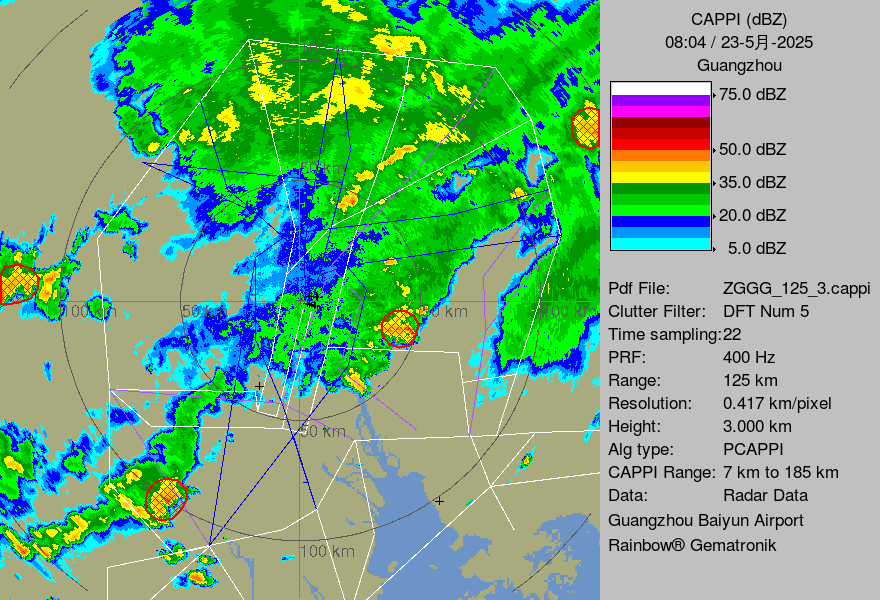 CAPPI (dBZ)
08:04 / 23-5月-2025
Guangzhou
75.0 dBZ
50.0 dBZ
35.0 dBZ
20.0 dBZ
5.0 dBZ
Pdf File: ZGGG_125_3.cappi
Clutter Filter: DFT Num 5
Time sampling:22
PRF: 400 Hz
Range: 125 km
Resolution: 0.417 km/pixel
Height: 3.000 km
Alg type: PCAPPI
CAPPI Range: 7 km to 185 km
Data: Radar Data
Guangzhou Baiyun Airport
Rainbow® Gematronik
50 km
100 km
50 km
50 km
100 km
50 km
100 km